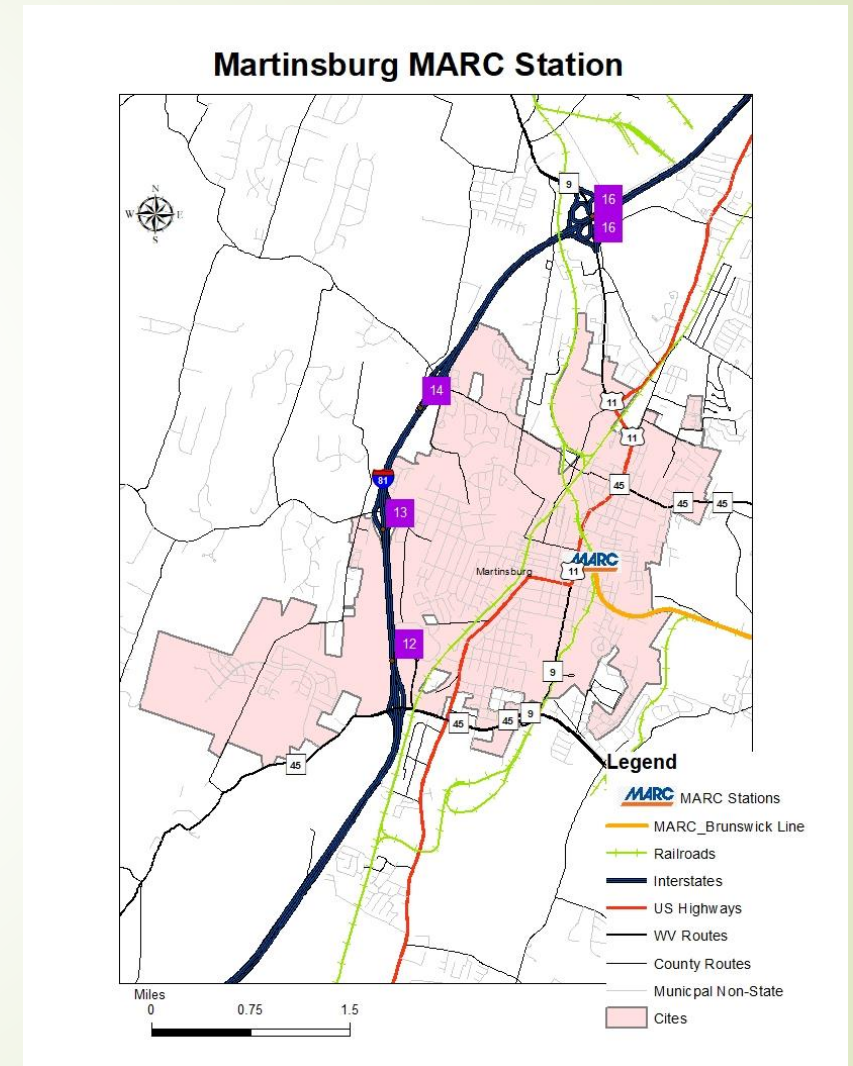 Martinsburg MARC Station
N
W E
S
9
16
16
14
11
11
81
45
45 45
13
MARC
11
Martinsburg
12
9
9
45 45
45
Legend
MARC MARC Stations
MARC_Brunswick Line
Railroads
Interstates
US Highways
WV Routes
County Routes
Municpal Non-State
Cites
Miles
0 0.75 1.5